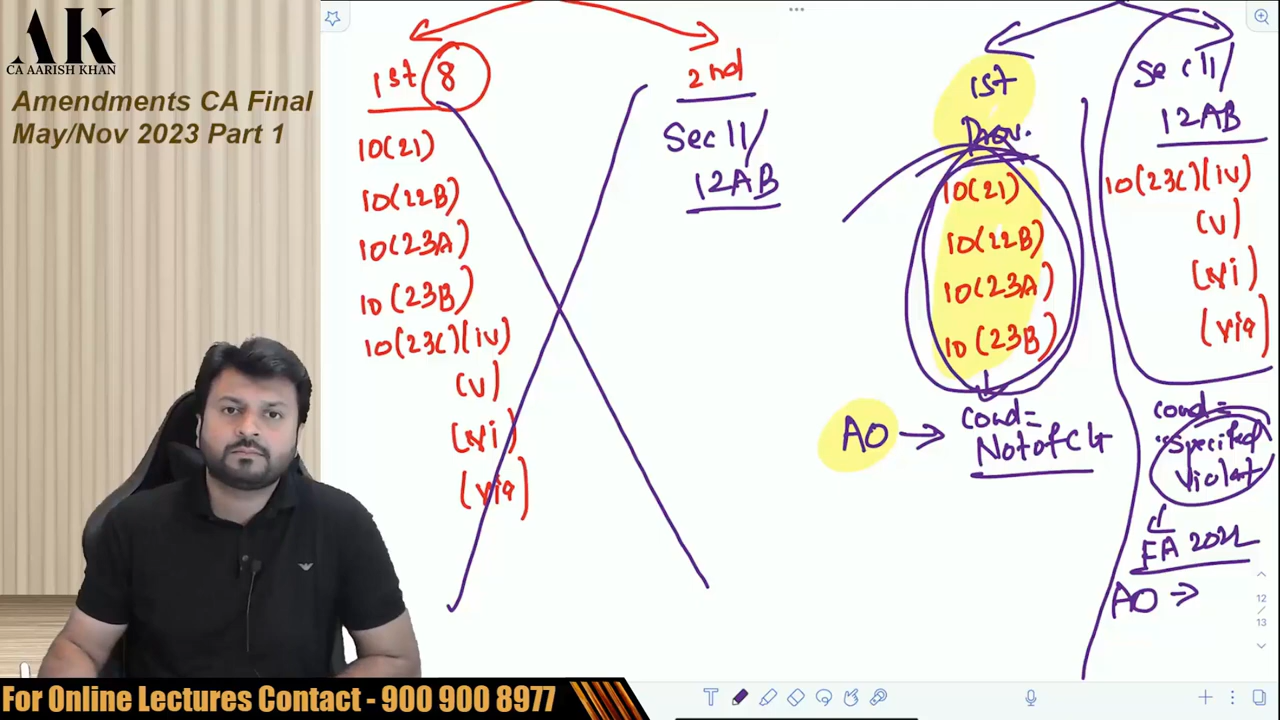 AK
CA AARISH KHAN
Amendments CA Final
May/Nov 2023 Part 1
1st 8
10(21)
10(22B)
10(23A)
10(23B)
10(23C)(iv)
(v)
(vi)
(via)
2nd
Sec 11/
12AB
1st
Prov.
10(21)
10(22B)
10(23A)
10(23B)
AO → cond=
Not ofcltr
Sec 11/
12AB
10(23C)(iv)
(v)
(vi)
(via)
cond=
"Specified
Violat
FA 2022
AO →
12
/
13
For Online Lectures Contact - 900 900 8977